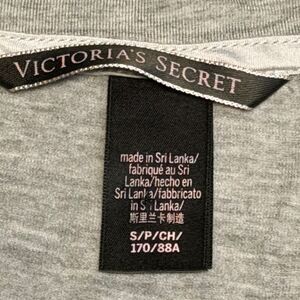 VICTORIA'S SECRET
made in Sri Lanka/
fabriqué au Sri
Lanka/hecho en
Sri Lanka/fabbricato
in Sri Lanka/
斯里兰卡制造
S/P/CH/
170/88A